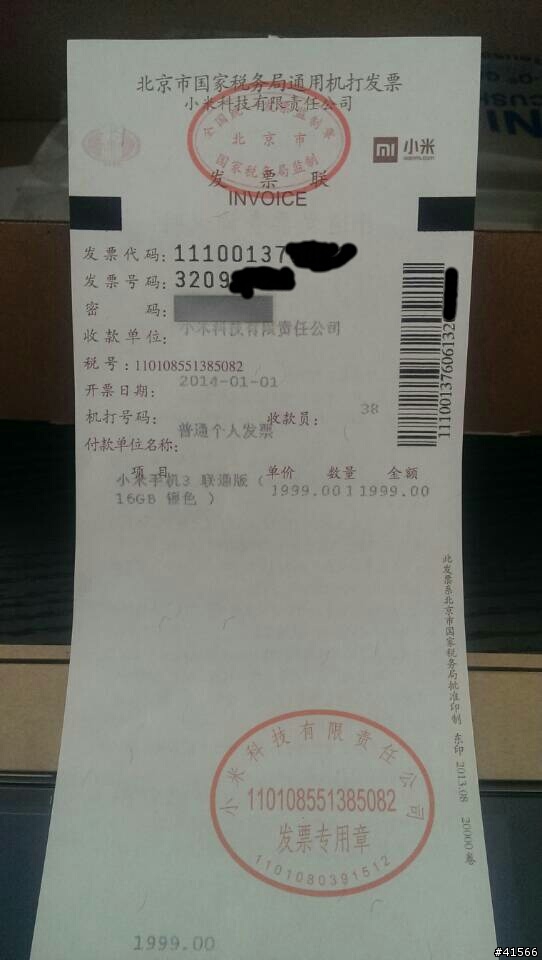 北京市国家税务局通用机打发票
小米科技有限责任公司
全国统一发票监制章
北京市
国家税务局监制
小米
xiaomi.com
发票联
INVOICE
发票代码：11100137
发票号码：3209
密码：
收款单位：小米科技有限责任公司
税号：110108551385082
开票日期：2014-01-01
机打号码：
收款员：38
付款单位名称：普通个人发票
项目 单价 数量 金额
小米手机3 联通版（ 1999.00 1 1999.00
16GB 银色 ）
11100137606132
此发票系北京市国家税务局批准印制 东印 2013.08 20000卷
小米科技有限责任公司
110108551385082
发票专用章
1101080391512
1999.00
#41566